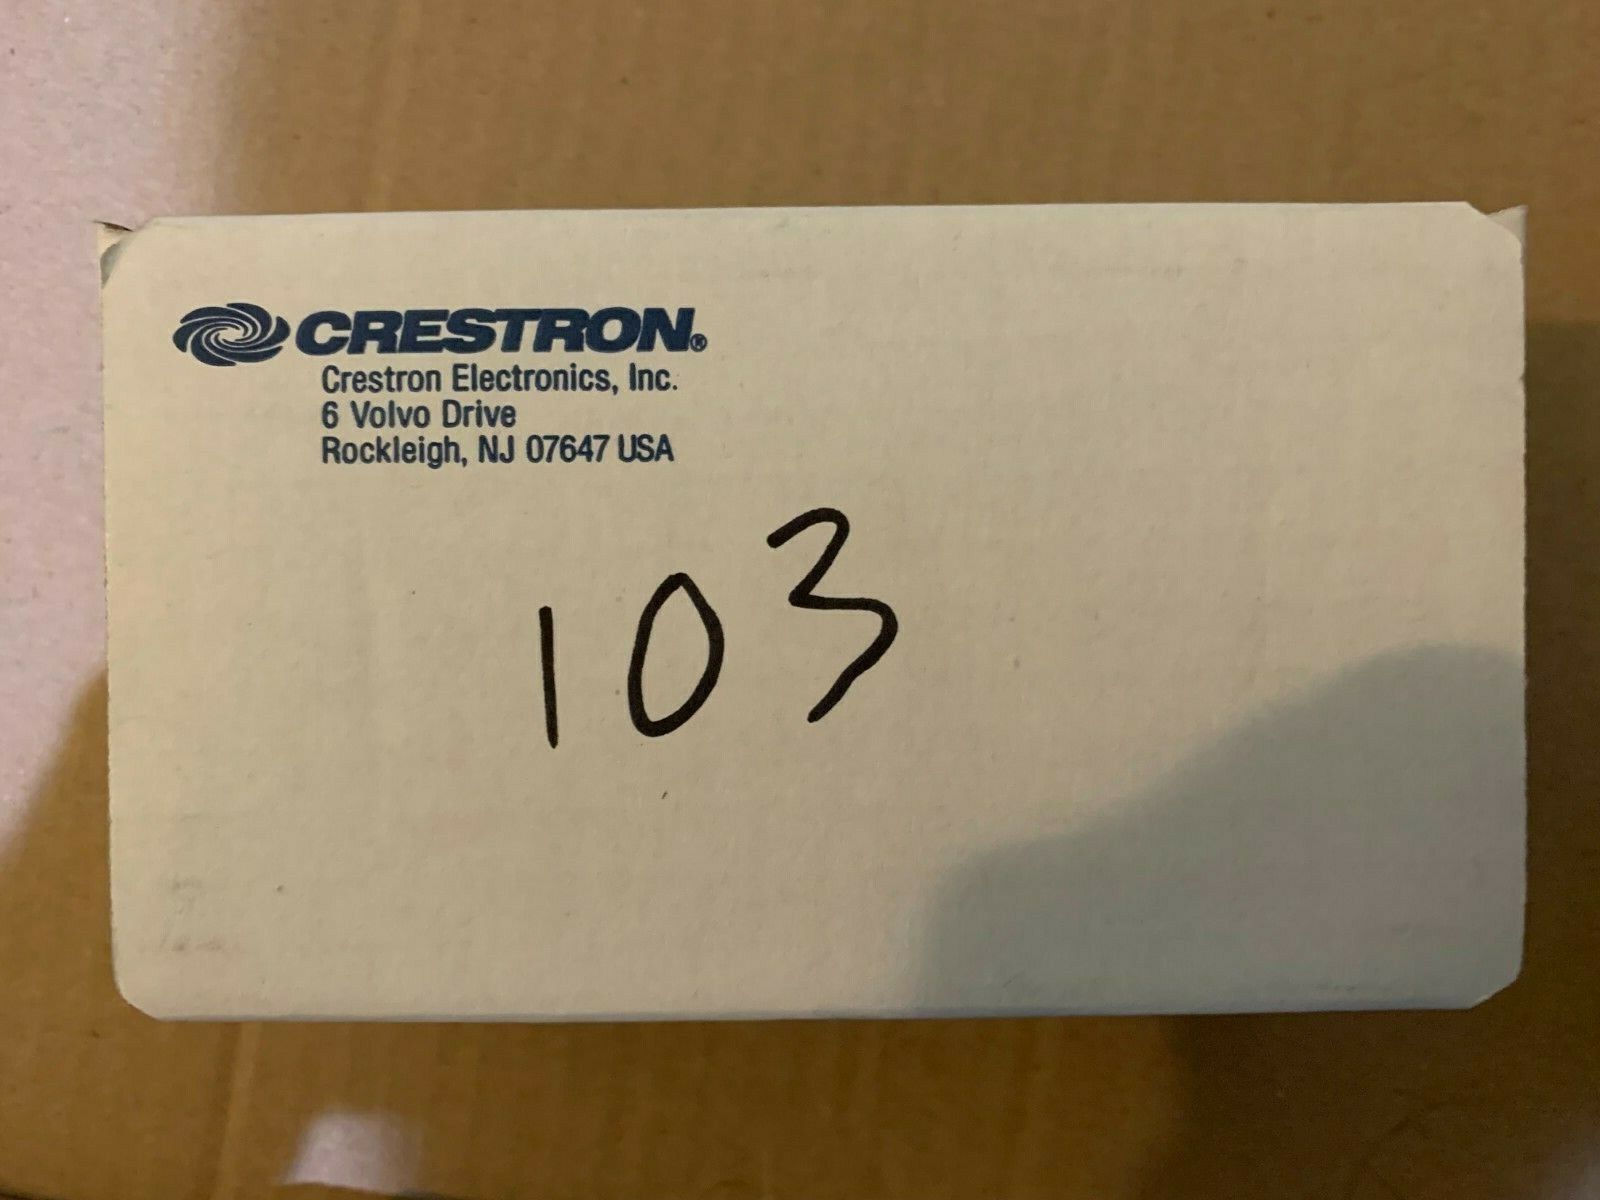 CRESTRON®
Crestron Electronics, Inc.
6 Volvo Drive
Rockleigh, NJ 07647 USA
103